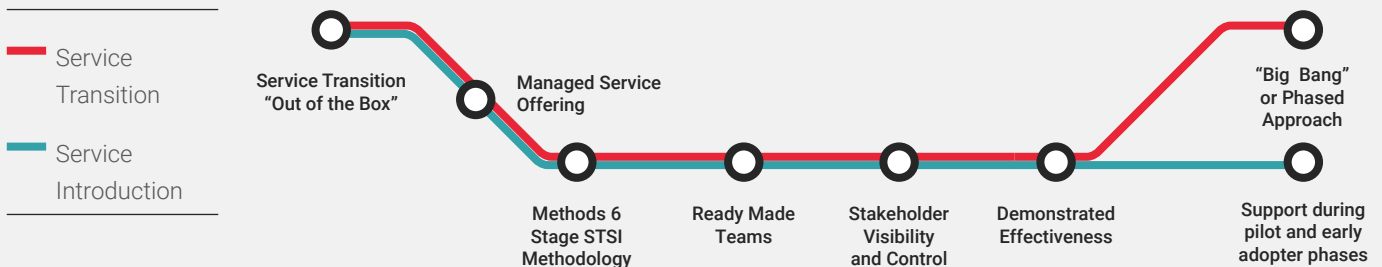 Service
Transition
Service
Introduction
Service Transition
“Out of the Box”
Managed Service
Offering
Methods 6
Stage STSI
Methodology
Ready Made
Teams
Stakeholder
Visibility
and Control
Demonstrated
Effectiveness
“Big Bang”
or Phased
Approach
Support during
pilot and early
adopter phases